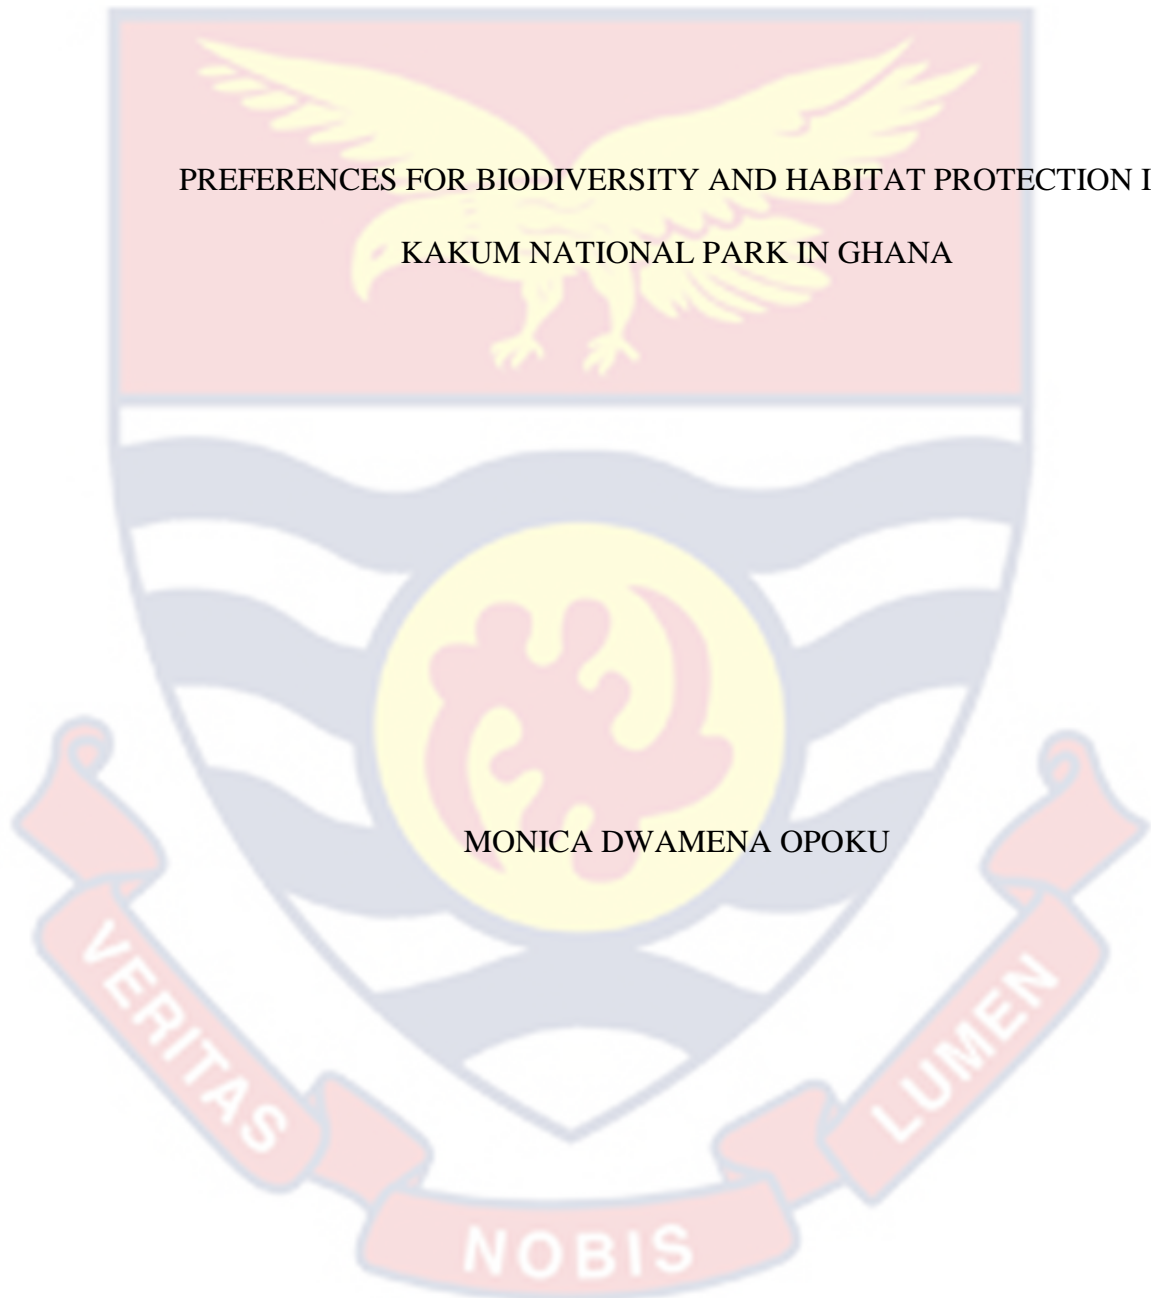 PREFERENCES FOR BIODIVERSITY AND HABITAT PROTECTION I
KAKUM NATIONAL PARK IN GHANA
MONICA DWAMENA OPOKU
VERITAS
NOBIS
LUMEN